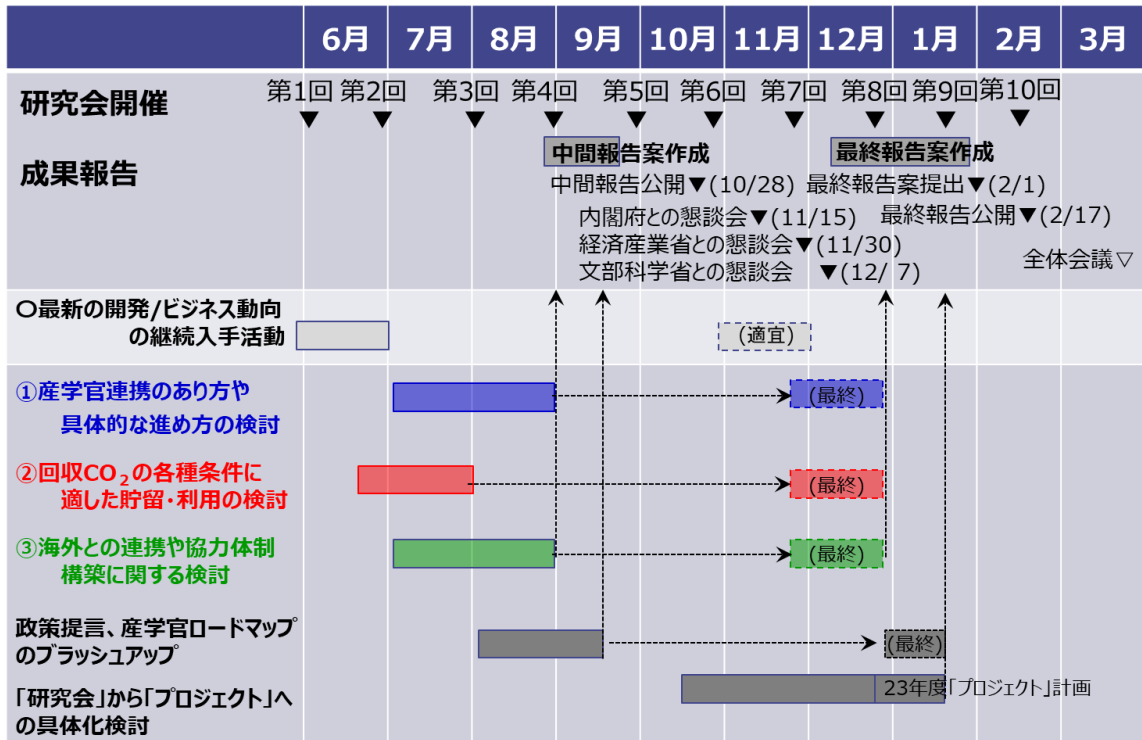 6月 7月 8月 9月 10月 11月 12月 1月 2月 3月
研究会開催
第1回 第2回 第3回 第4回 第5回 第6回 第7回 第8回 第9回 第10回
▼ ▼ ▼ ▼ ▼ ▼ ▼ ▼ ▼ ▼
成果報告
中間報告案作成 最終報告案作成
中間報告公開▼(10/28) 最終報告案提出▼(2/1)
内閣府との懇談会▼(11/15) 最終報告公開▼(2/17)
経済産業省との懇談会▼(11/30)
文部科学省との懇談会 ▼(12/ 7) 全体会議▽
〇最新の開発/ビジネス動向
の継続入手活動
(適宜)
①産学官連携のあり方や
具体的な進め方の検討
(最終)
②回収CO₂の各種条件に
適した貯留・利用の検討
(最終)
③海外との連携や協力体制
構築に関する検討
(最終)
政策提言、産学官ロードマップ
のブラッシュアップ
(最終)
「研究会」から「プロジェクト」へ
の具体化検討
23年度「プロジェクト」計画